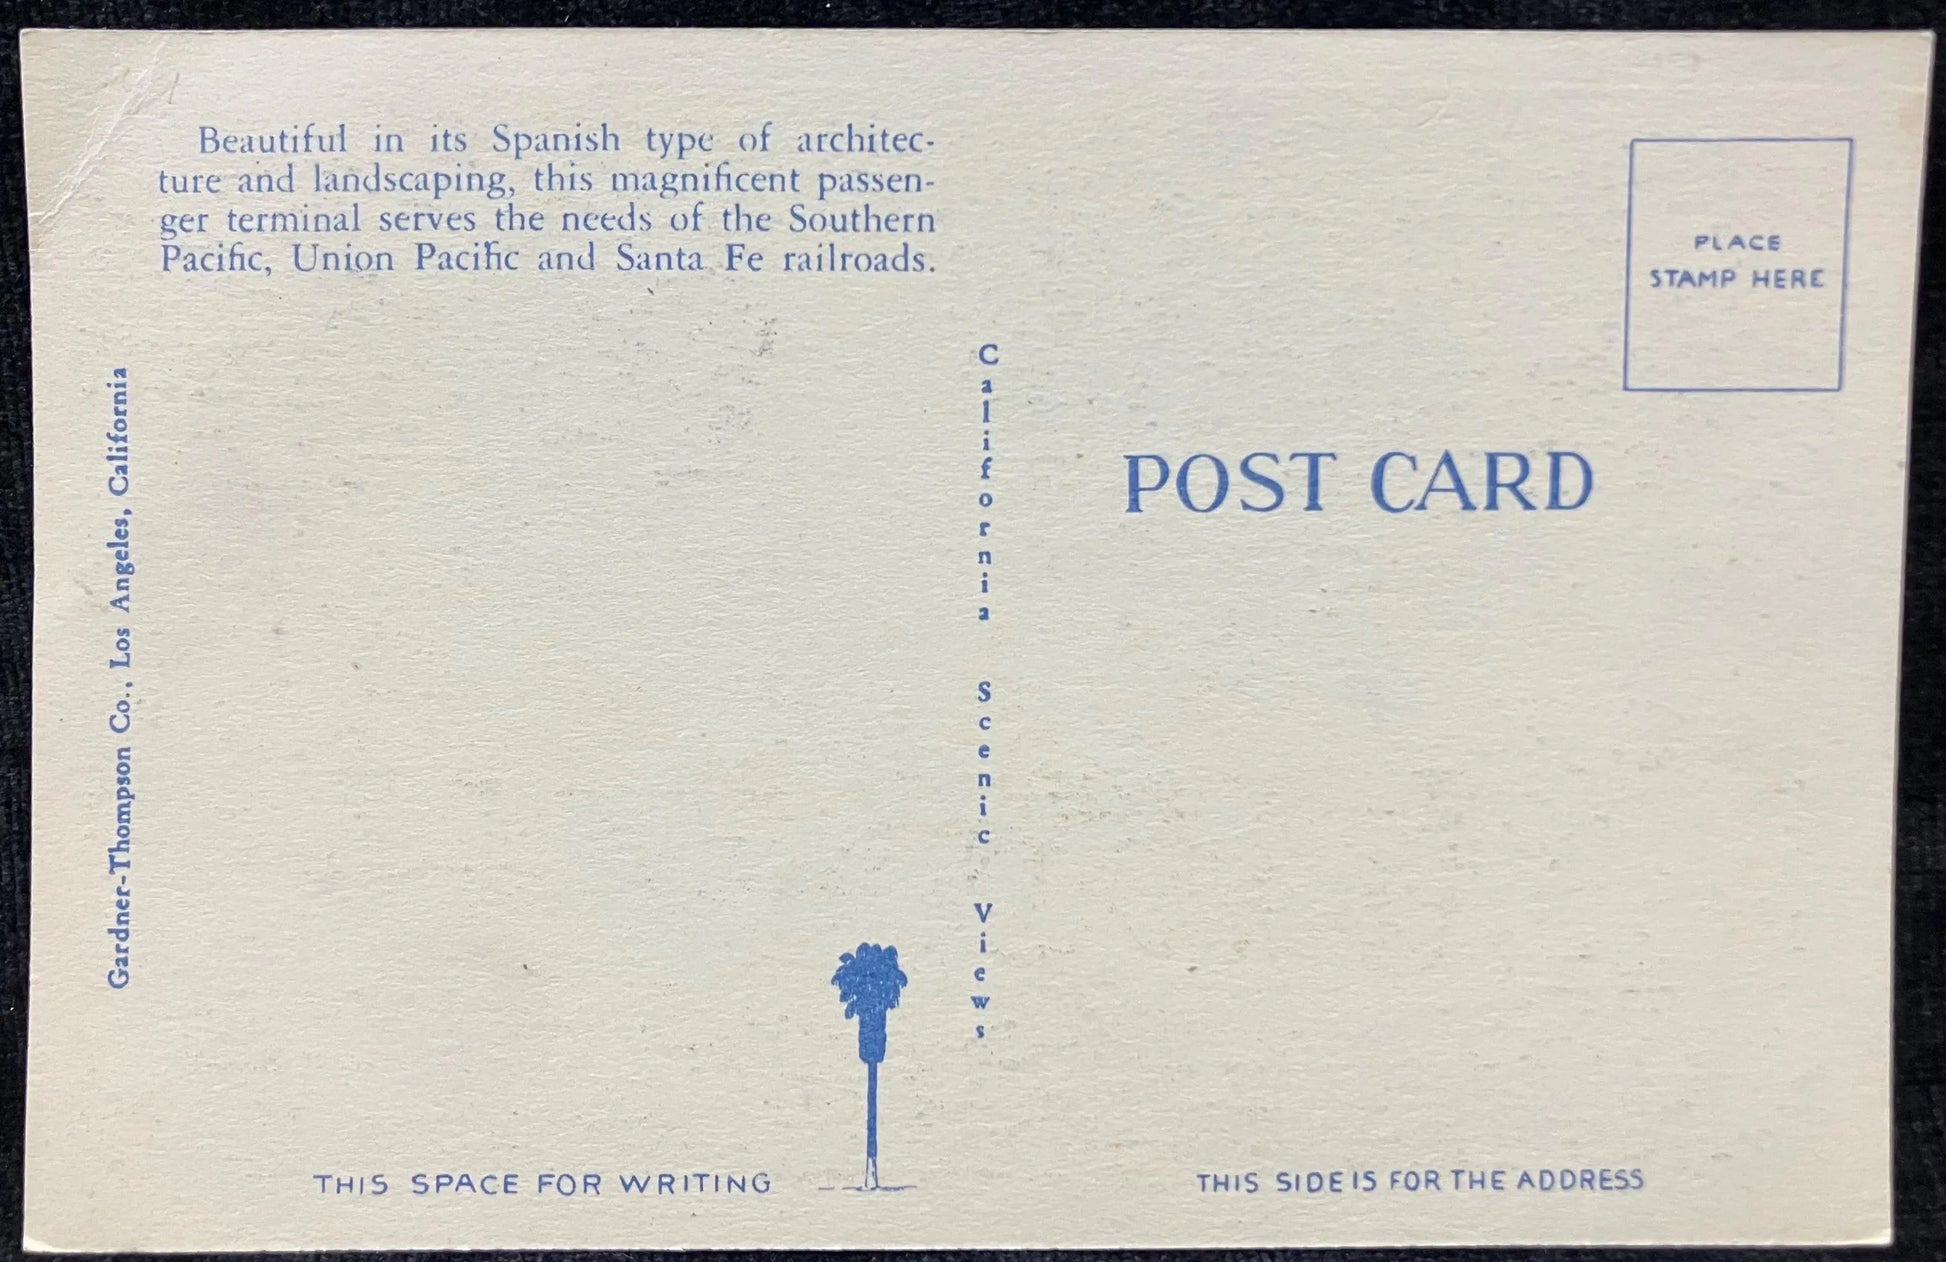 Beautiful in its Spanish type of architec-
ture and landscaping, this magnificent passen-
ger terminal serves the needs of the Southern
Pacific, Union Pacific and Santa Fe railroads.
Gardner-Thompson Co., Los Angeles, California
California Scenic Views
PLACE
STAMP HERE
POST CARD
THIS SPACE FOR WRITING
THIS SIDE IS FOR THE ADDRESS